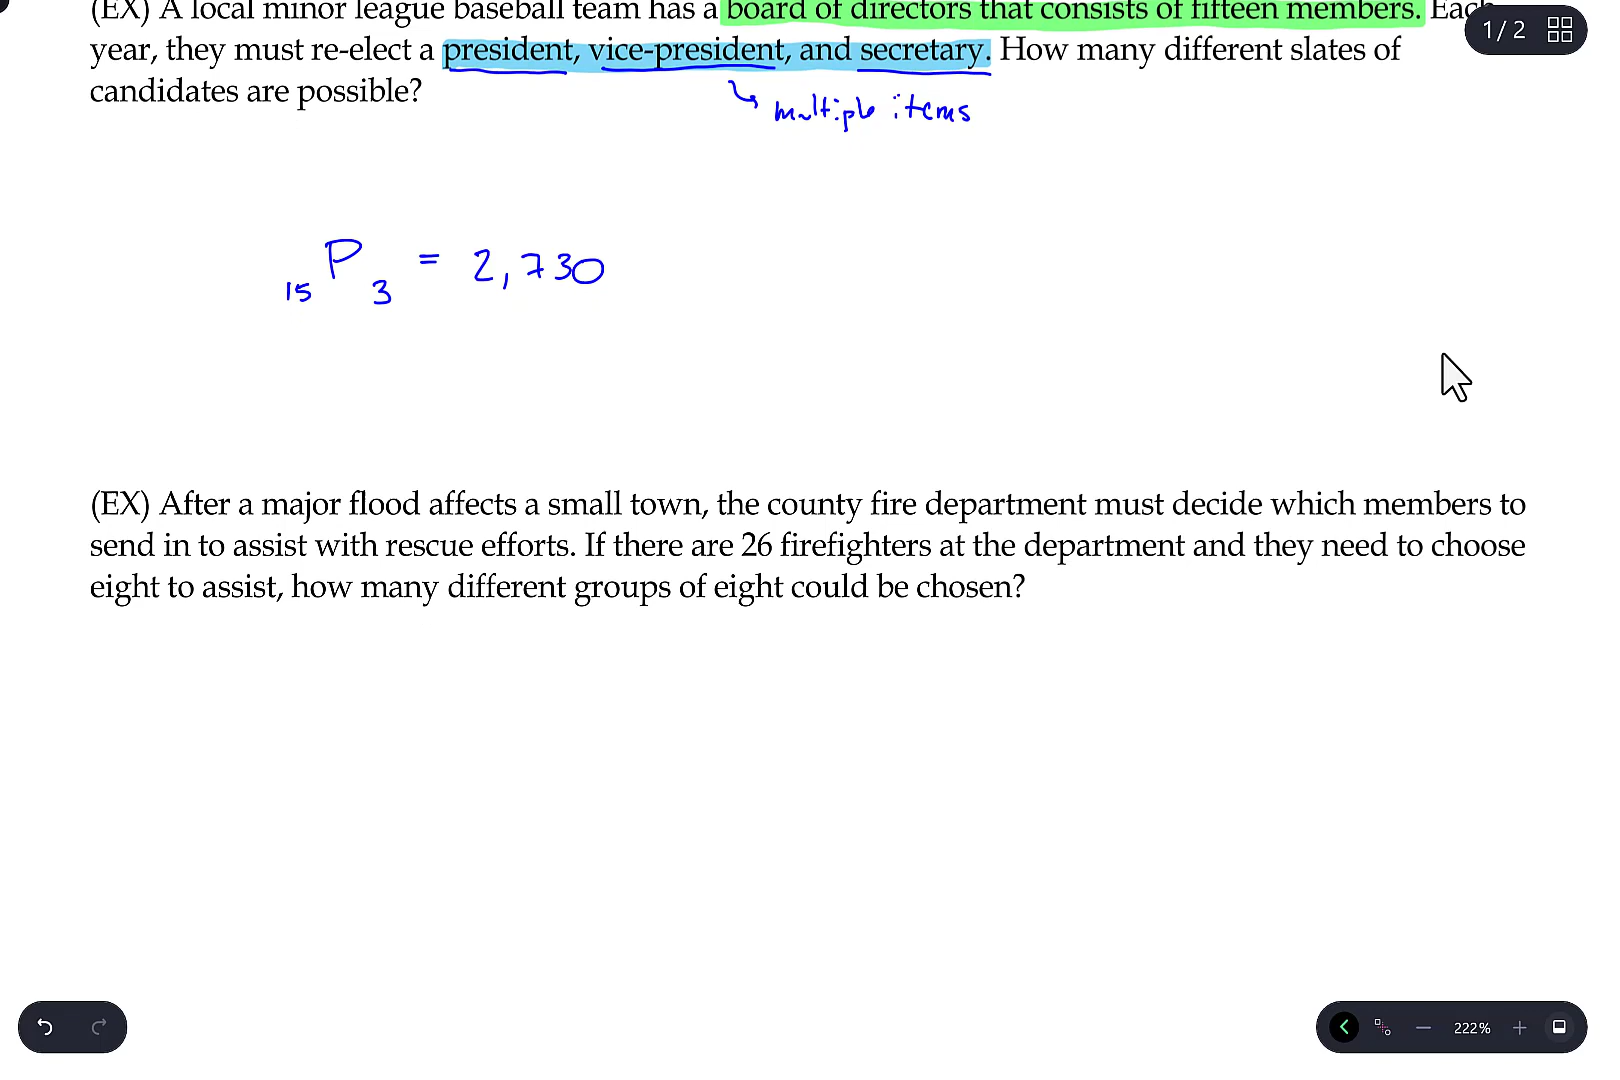 (EX) A local minor league baseball team has a board of directors that consists of fifteen members. Each
1 / 2
year, they must re-elect a president, vice-president, and secretary. How many different slates of
candidates are possible?
multiple items
15 P 3 = 2,730
(EX) After a major flood affects a small town, the county fire department must decide which members to
send in to assist with rescue efforts. If there are 26 firefighters at the department and they need to choose
eight to assist, how many different groups of eight could be chosen?
222%